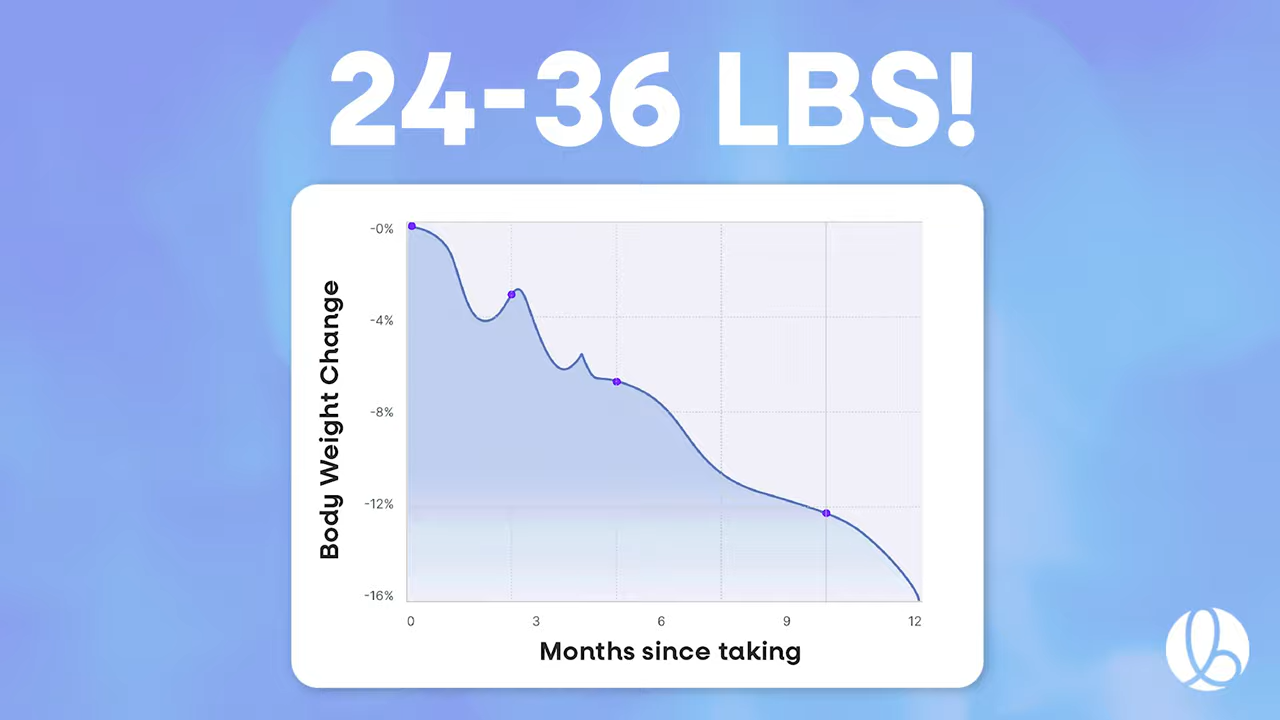 24-36 LBS!
Body Weight Change
-0%
-4%
-8%
-12%
-16%
0 3 6 9 12
Months since taking